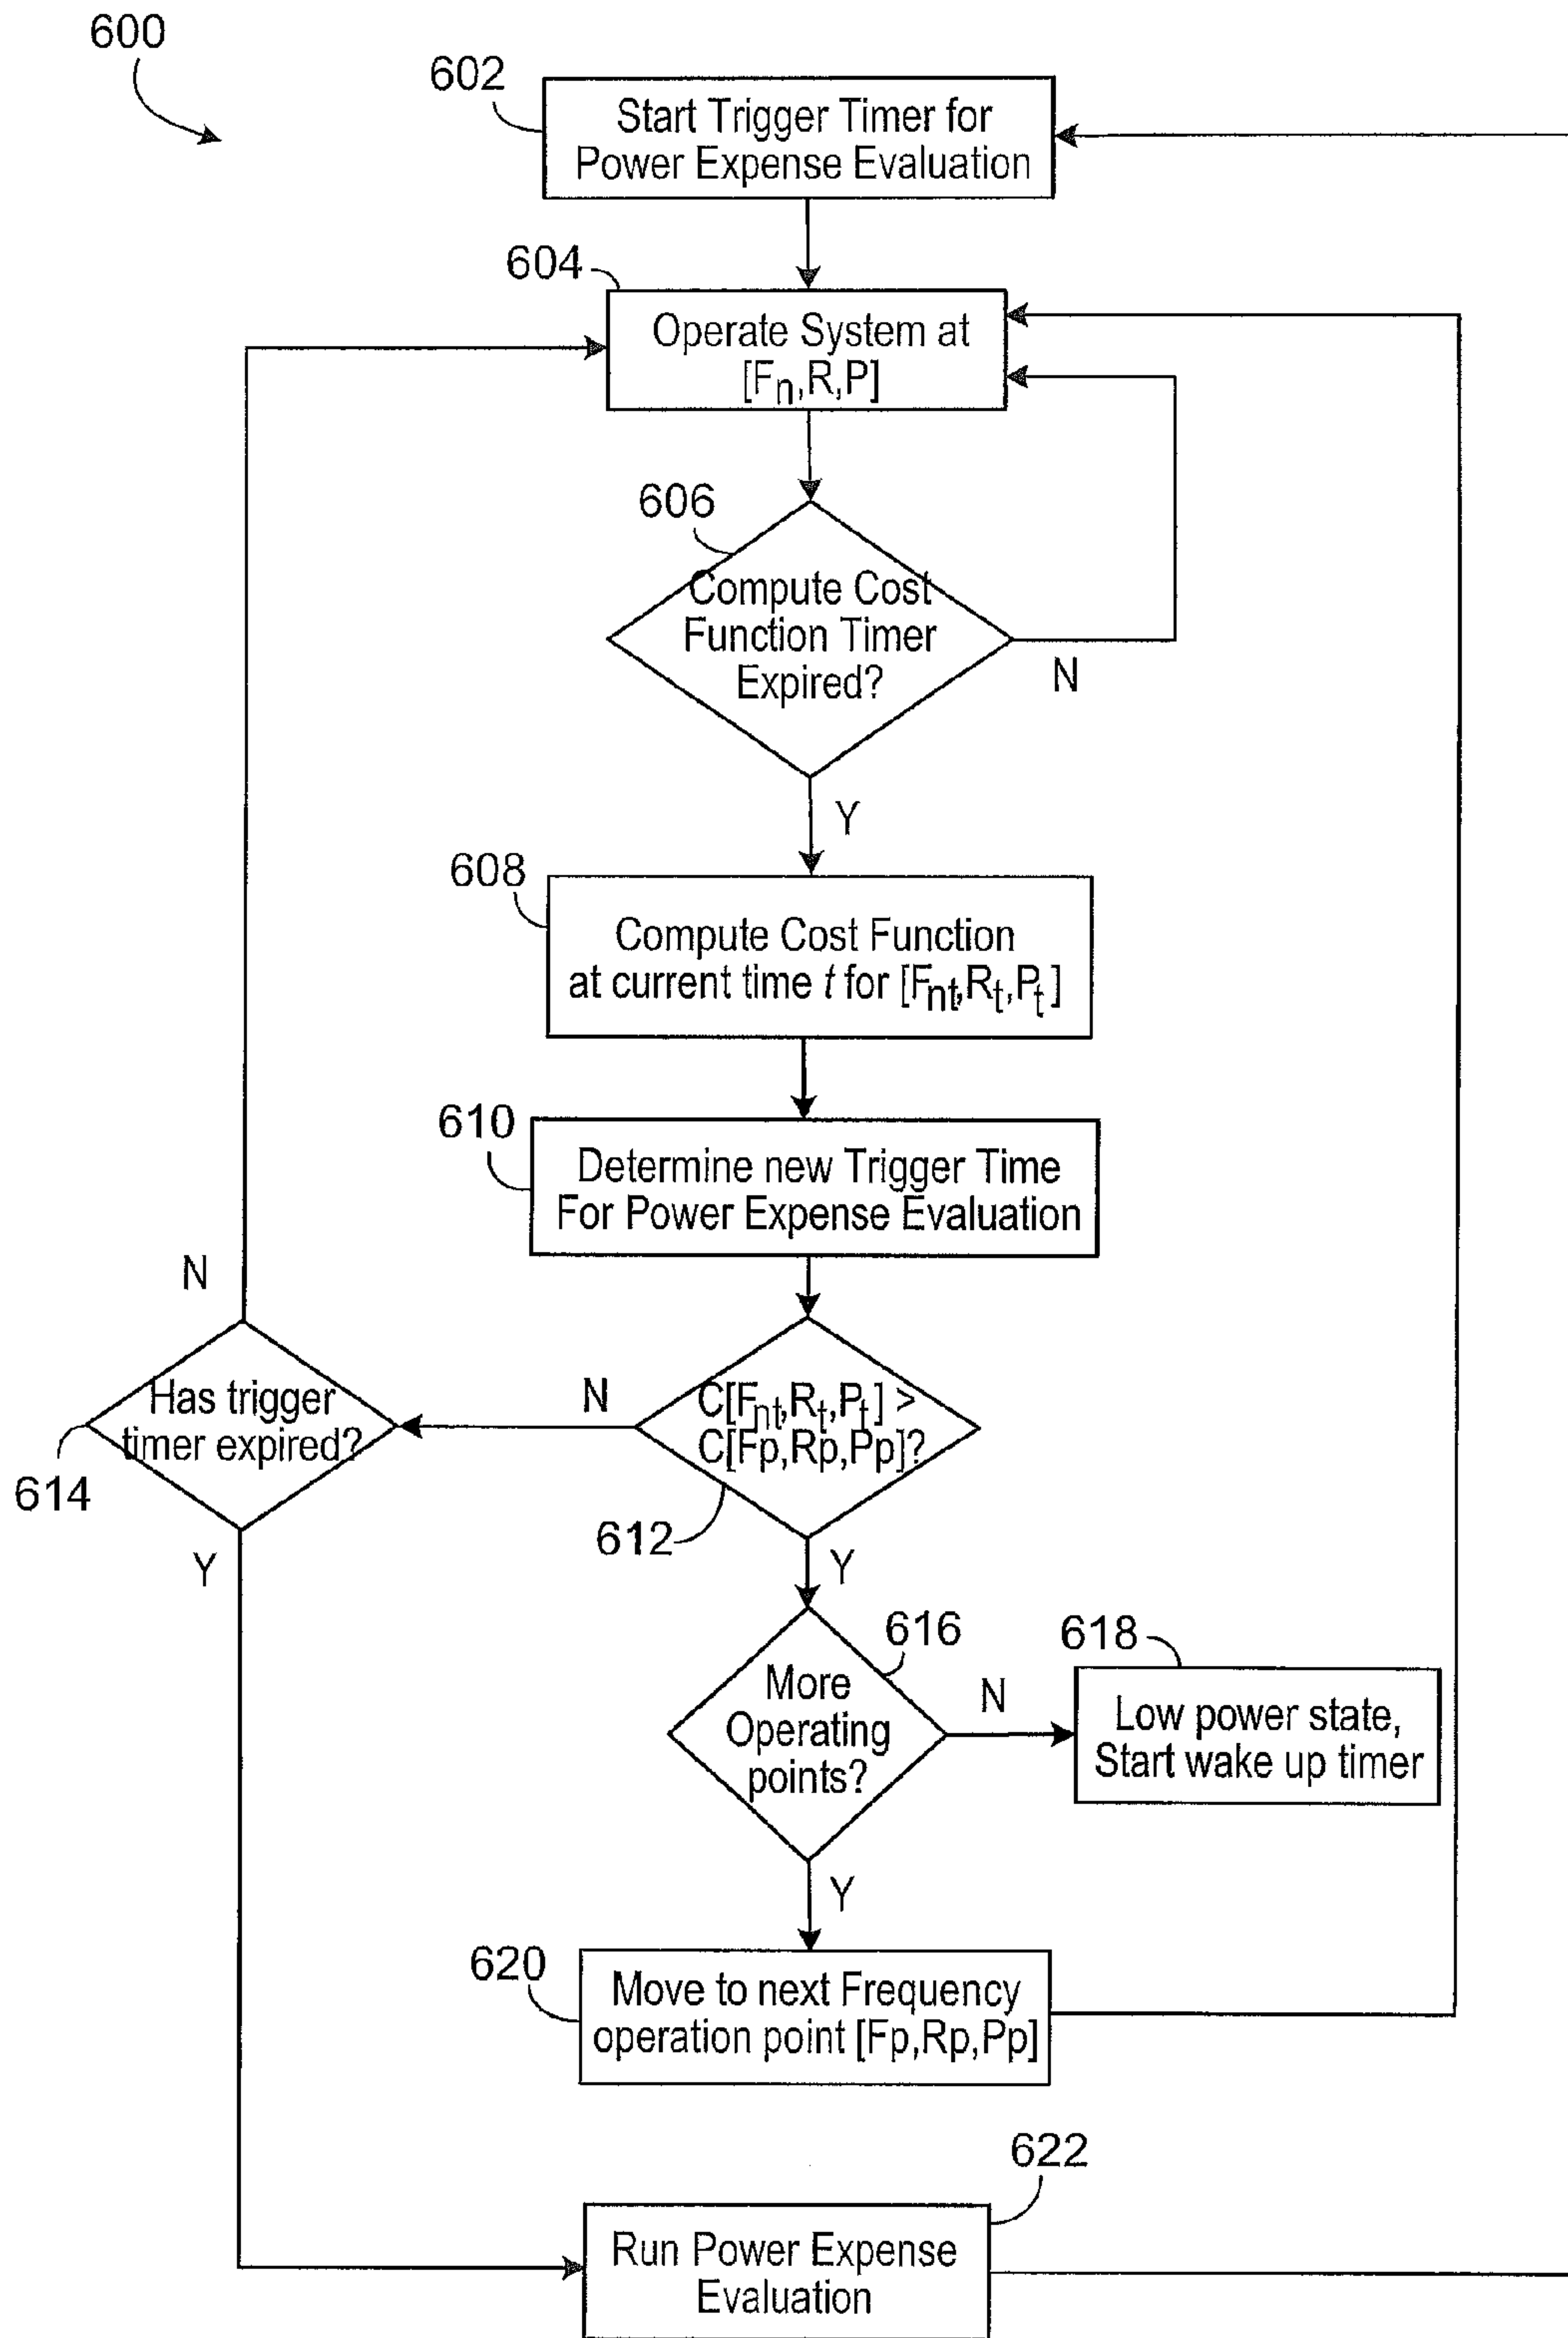 600
602
Start Trigger Timer for
Power Expense Evaluation
604
Operate System at
[Fn,R,P]
606
Compute Cost
Function Timer
Expired?
N
Y
608
Compute Cost Function
at current time t for [Fnt,Rt,Pt]
610
Determine new Trigger Time
For Power Expense Evaluation
N
Has trigger
timer expired?
614
Y
N
C[Fnt,Rt,Pt] >
C[Fp,Rp,Pp]?
612
Y
616
More
Operating
points?
N
618
Low power state,
Start wake up timer
Y
620
Move to next Frequency
operation point [Fp,Rp,Pp]
622
Run Power Expense
Evaluation